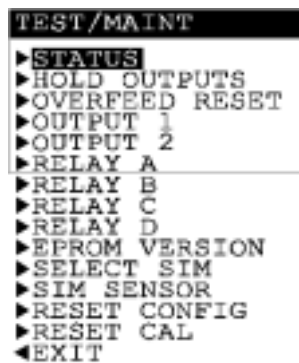 TEST/MAINT
▶STATUS
▶HOLD OUTPUTS
▶OVERFEED RESET
▶OUTPUT 1
▶OUTPUT 2
▶RELAY A
▶RELAY B
▶RELAY C
▶RELAY D
▶EPROM VERSION
▶SELECT SIM
▶SIM SENSOR
▶RESET CONFIG
▶RESET CAL
◀EXIT